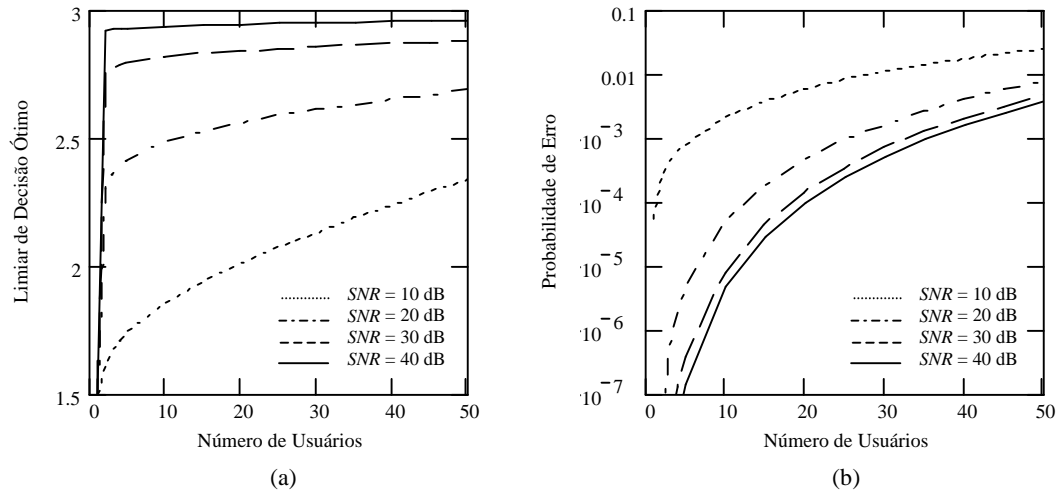 3
2.5
2
1.5
0
10
20
30
40
50
Limiar de Decisão Ótimo
Número de Usuários
SNR = 10 dB
SNR = 20 dB
SNR = 30 dB
SNR = 40 dB
(a)
0.1
0.01
10⁻³
10⁻⁴
10⁻⁵
10⁻⁶
10⁻⁷
0
10
20
30
40
50
Probabilidade de Erro
Número de Usuários
SNR = 10 dB
SNR = 20 dB
SNR = 30 dB
SNR = 40 dB
(b)